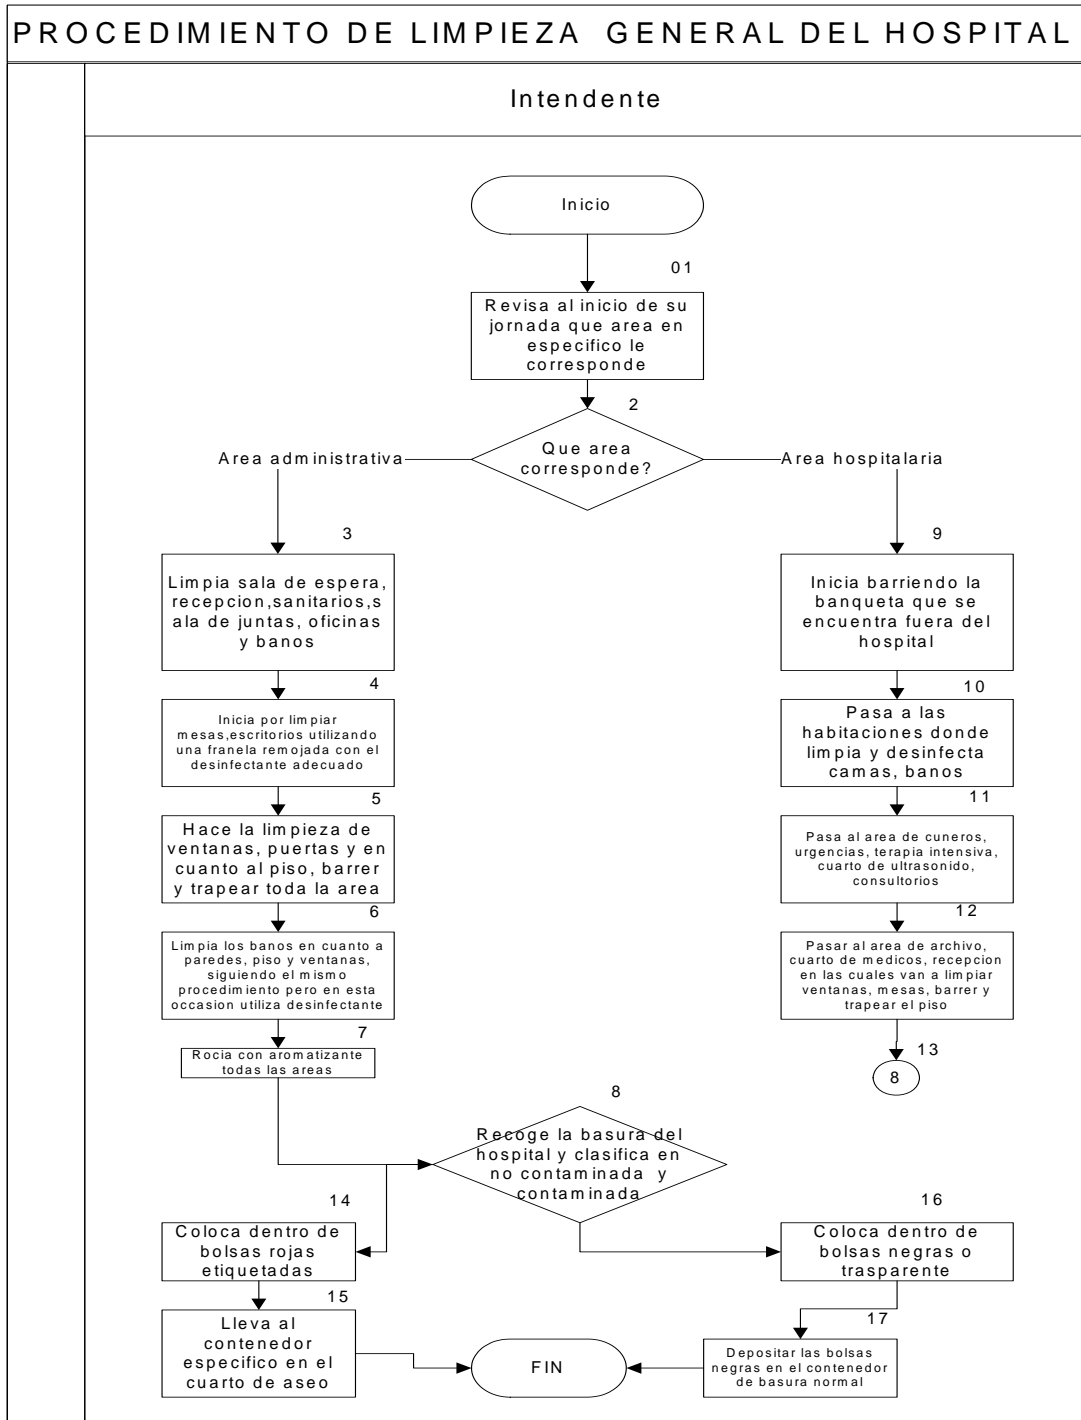 PROCEDIMIENTO DE LIMPIEZA GENERAL DEL HOSPITAL
Intendente
Inicio
01
Revisa al inicio de su
jornada que area en
especifico le
corresponde
2
Que area
corresponde?
Area administrativa
Area hospitalaria
3
Limpia sala de espera,
recepcion,sanitarios,s
ala de juntas, oficinas
y banos
4
Inicia por limpiar
mesas,escritorios utilizando
una franela remojada con el
desinfectante adecuado
5
Hace la limpieza de
ventanas, puertas y en
cuanto al piso, barrer
y trapear toda la area
6
Limpia los banos en cuanto a
paredes, piso y ventanas,
siguiendo el mismo
procedimiento pero en esta
occasion utiliza desinfectante
7
Rocia con aromatizante
todas las areas
9
Inicia barriendo la
banqueta que se
encuentra fuera del
hospital
10
Pasa a las
habitaciones donde
limpia y desinfecta
camas, banos
11
Pasa al area de cuneros,
urgencias, terapia intensiva,
cuarto de ultrasonido,
consultorios
12
Pasar al area de archivo,
cuarto de medicos, recepcion
en las cuales van a limpiar
ventanas, mesas, barrer y
trapear el piso
13
8
8
Recoge la basura del
hospital y clasifica en
no contaminada y
contaminada
14
Coloca dentro de
bolsas rojas
etiquetadas
15
Lleva al
contenedor
especifico en el
cuarto de aseo
16
Coloca dentro de
bolsas negras o
trasparente
17
Depositar las bolsas
negras en el contenedor
de basura normal
FIN